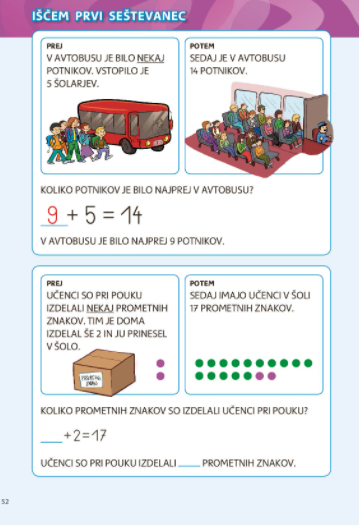 IŠČEM PRVI SEŠTEVANEC
PREJ
V AVTOBUSU JE BILO NEKAJ
POTNIKOV. VSTOPILO JE
5 ŠOLARJEV.
POTEM
SEDAJ JE V AVTOBUSU
14 POTNIKOV.
KOLIKO POTNIKOV JE BILO NAJPREJ V AVTOBUSU?
9 + 5 = 14
V AVTOBUSU JE BILO NAJPREJ 9 POTNIKOV.
PREJ
UČENCI SO PRI POUKU
IZDELALI NEKAJ PROMETNIH
ZNAKOV. TIM JE DOMA
IZDELAL ŠE 2 IN JU PRINESEL
V ŠOLO.
POTEM
SEDAJ IMAJO UČENCI V ŠOLI
17 PROMETNIH ZNAKOV.
KOLIKO PROMETNIH ZNAKOV SO IZDELALI UČENCI PRI POUKU?
___ +2=17
UČENCI SO PRI POUKU IZDELALI ____ PROMETNIH ZNAKOV.
52